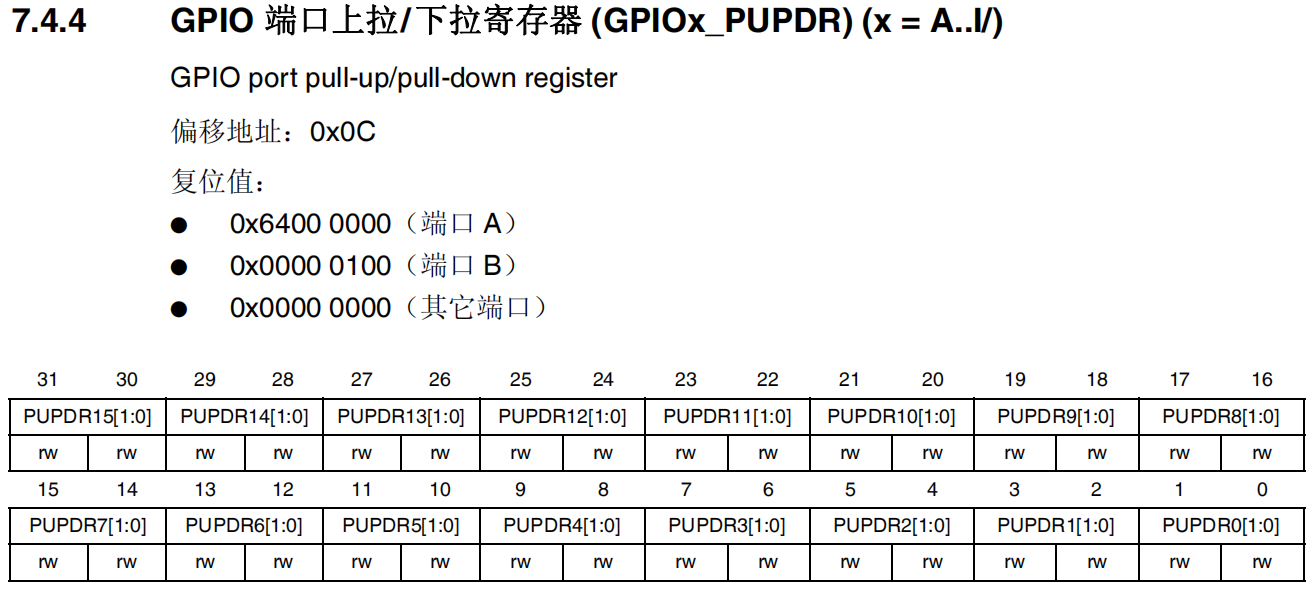 7.4.4 GPIO 端口上拉/下拉寄存器 (GPIOx_PUPDR) (x = A..I/)
GPIO port pull-up/pull-down register
偏移地址：0x0C
复位值：
● 0x6400 0000（端口 A）
● 0x0000 0100（端口 B）
● 0x0000 0000（其它端口）
31 30 29 28 27 26 25 24 23 22 21 20 19 18 17 16
PUPDR15[1:0] PUPDR14[1:0] PUPDR13[1:0] PUPDR12[1:0] PUPDR11[1:0] PUPDR10[1:0] PUPDR9[1:0] PUPDR8[1:0]
rw rw rw rw rw rw rw rw rw rw rw rw rw rw rw rw
15 14 13 12 11 10 9 8 7 6 5 4 3 2 1 0
PUPDR7[1:0] PUPDR6[1:0] PUPDR5[1:0] PUPDR4[1:0] PUPDR3[1:0] PUPDR2[1:0] PUPDR1[1:0] PUPDR0[1:0]
rw rw rw rw rw rw rw rw rw rw rw rw rw rw rw rw